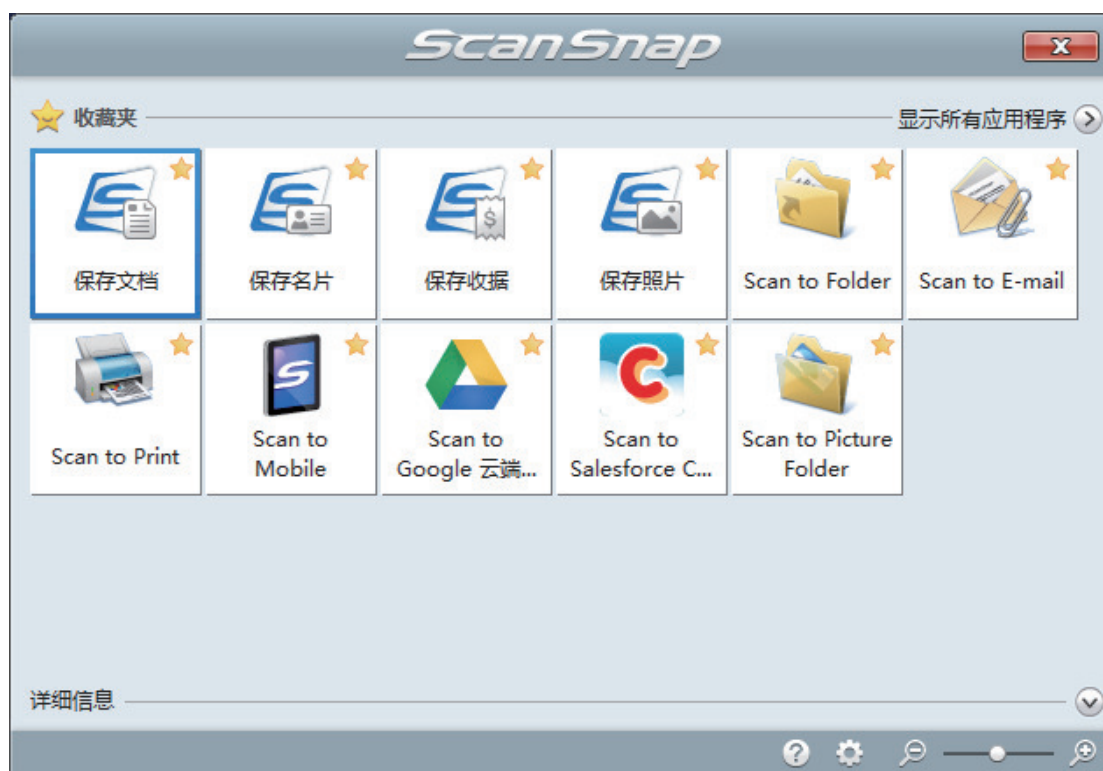 ScanSnap
收藏夹
显示所有应用程序
保存文档
保存名片
保存收据
保存照片
Scan to Folder
Scan to E-mail
Scan to Print
Scan to
Mobile
Scan to
Google 云端...
Scan to
Salesforce C...
Scan to Picture
Folder
详细信息